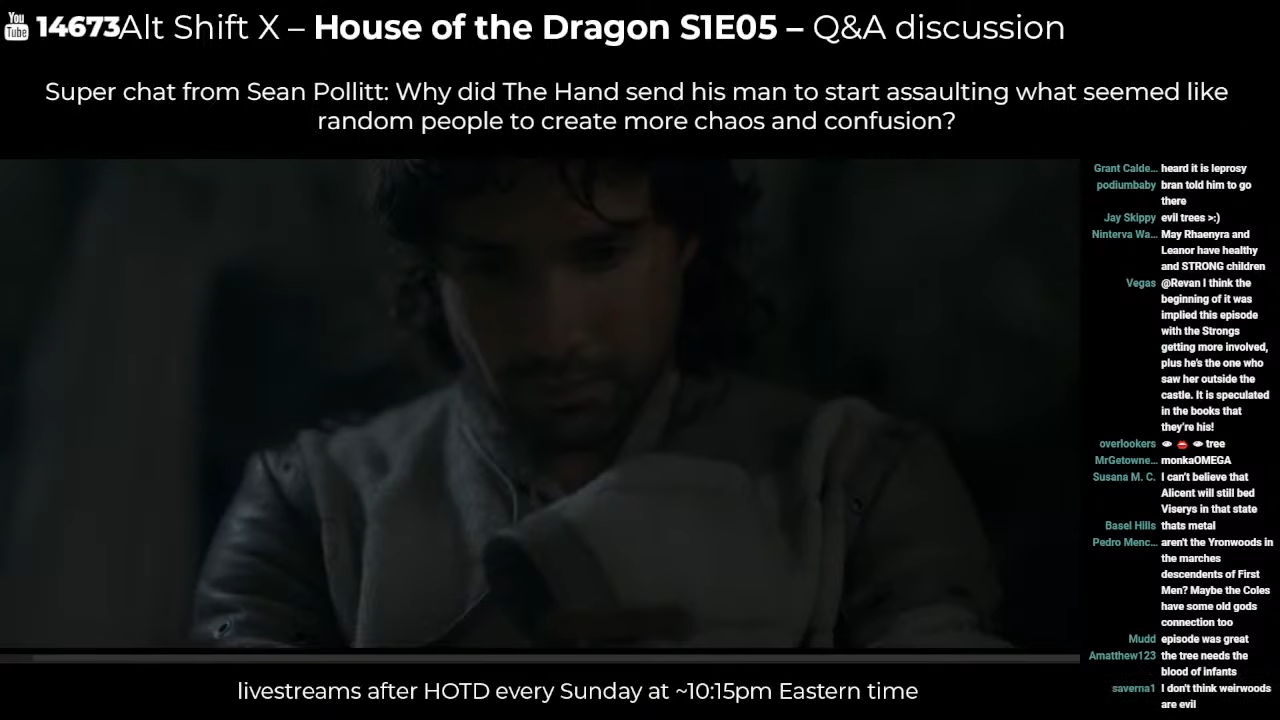 You Tube 14673 Alt Shift X – House of the Dragon S1E05 – Q&A discussion
Super chat from Sean Pollitt: Why did The Hand send his man to start assaulting what seemed like
random people to create more chaos and confusion?
Grant Calde... heard it is leprosy
podiumbaby bran told him to go
there
Jay Skippy evil trees >:)
Ninterva Wa... May Rhaenyra and
Leanor have healthy
and STRONG children
Vegas @Revan I think the
beginning of it was
implied this episode
with the Strongs
getting more involved,
plus he's the one who
saw her outside the
castle. It is speculated
in the books that
they're his!
overlookers 👁 👄 👁 tree
MrGetowne... monkaOMEGA
Susana M. C. I can't believe that
Alicent will still bed
Viserys in that state
Basel Hills thats metal
Pedro Menc... aren't the Yronwoods in
the marches
descendents of First
Men? Maybe the Coles
have some old gods
connection too
Mudd episode was great
Amatthew123 the tree needs the
blood of infants
saverna1 I don't think weirwoods
are evil
livestreams after HOTD every Sunday at ~10:15pm Eastern time